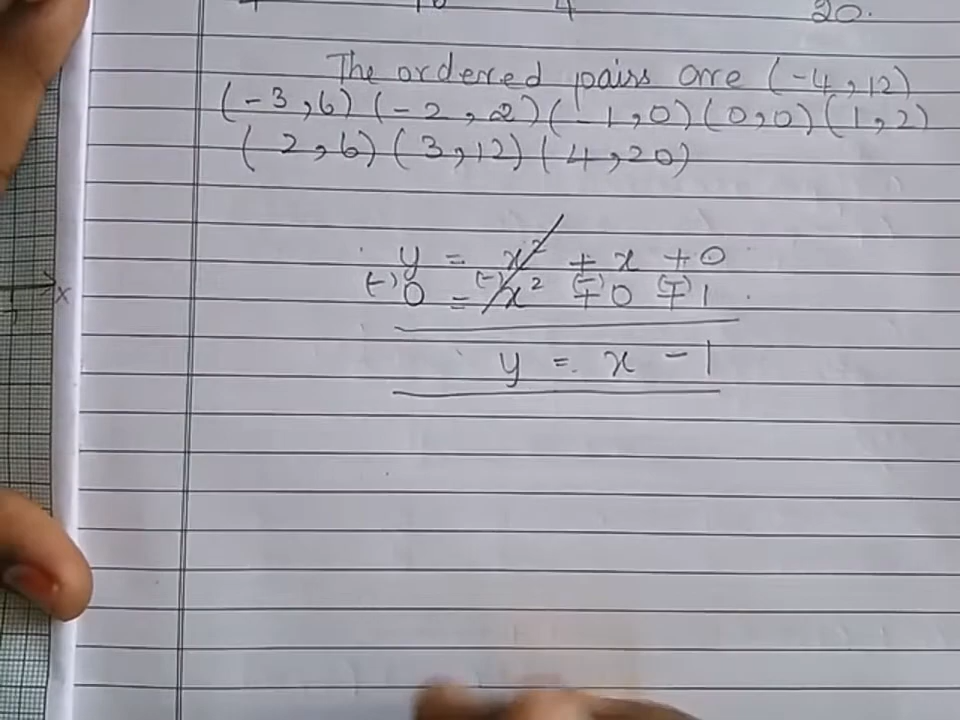 20.
The ordered pairs are (-4,12)
(-3,6) (-2,2) (-1,0) (0,0) (1,2)
(2,6) (3,12) (4,20)
y = x² + x + 0
(-) 0 = (-) x² (-) ∓ 0 (-) ∓ 1
y = x - 1
X